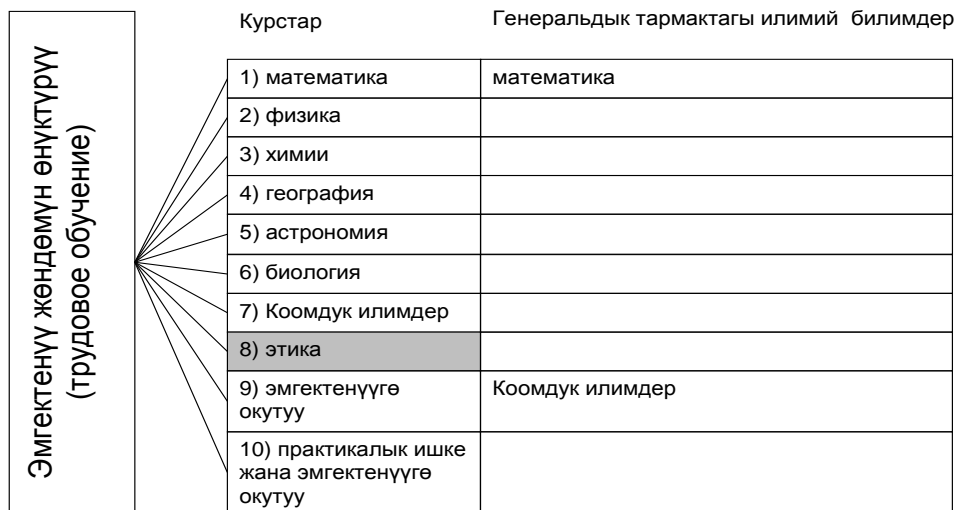 Эмгектенүү жөндөмүн өнүктүрүү
(трудовое обучение)
Курстар
Генеральдык тармактагы илимий билимдер
1) математика
математика
2) физика
3) химии
4) география
5) астрономия
6) биология
7) Коомдук илимдер
8) этика
9) эмгектенүүгө
окутуу
Коомдук илимдер
10) практикалык ишке
жана эмгектенүүгө
окутуу